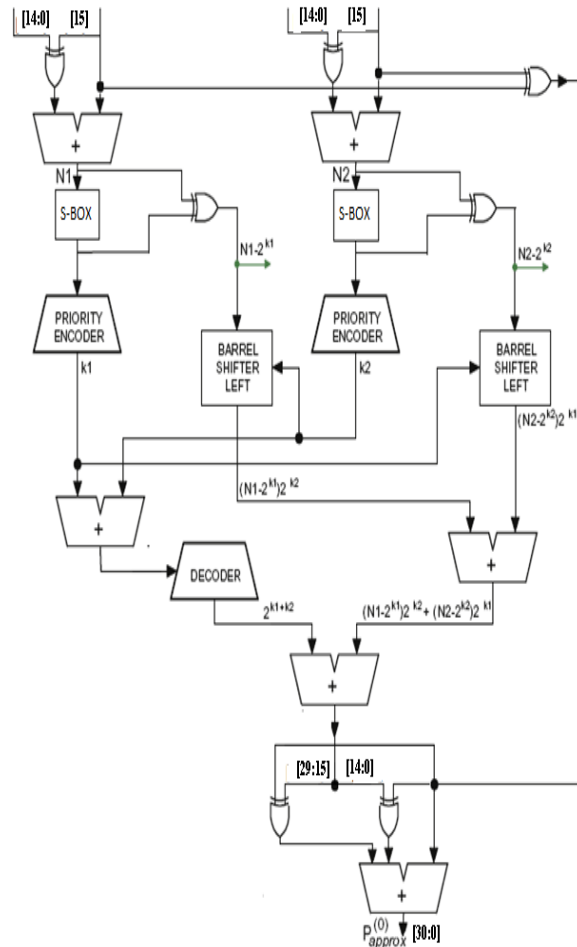 [14:0] [15] [14:0] [15]
+ +
N1 N2
S-BOX S-BOX
N1-2^k1 N2-2^k2
PRIORITY ENCODER
BARREL SHIFTER LEFT
PRIORITY ENCODER
BARREL SHIFTER LEFT
k1 k2
(N2-2^k2)2^k1
(N1-2^k1)2^k2
+
+
DECODER
2^k1+k2
(N1-2^k1)2^k2 + (N2-2^k2)2^k1
+
[29:15] [14:0]
+
P_approx^(0) [30:0]